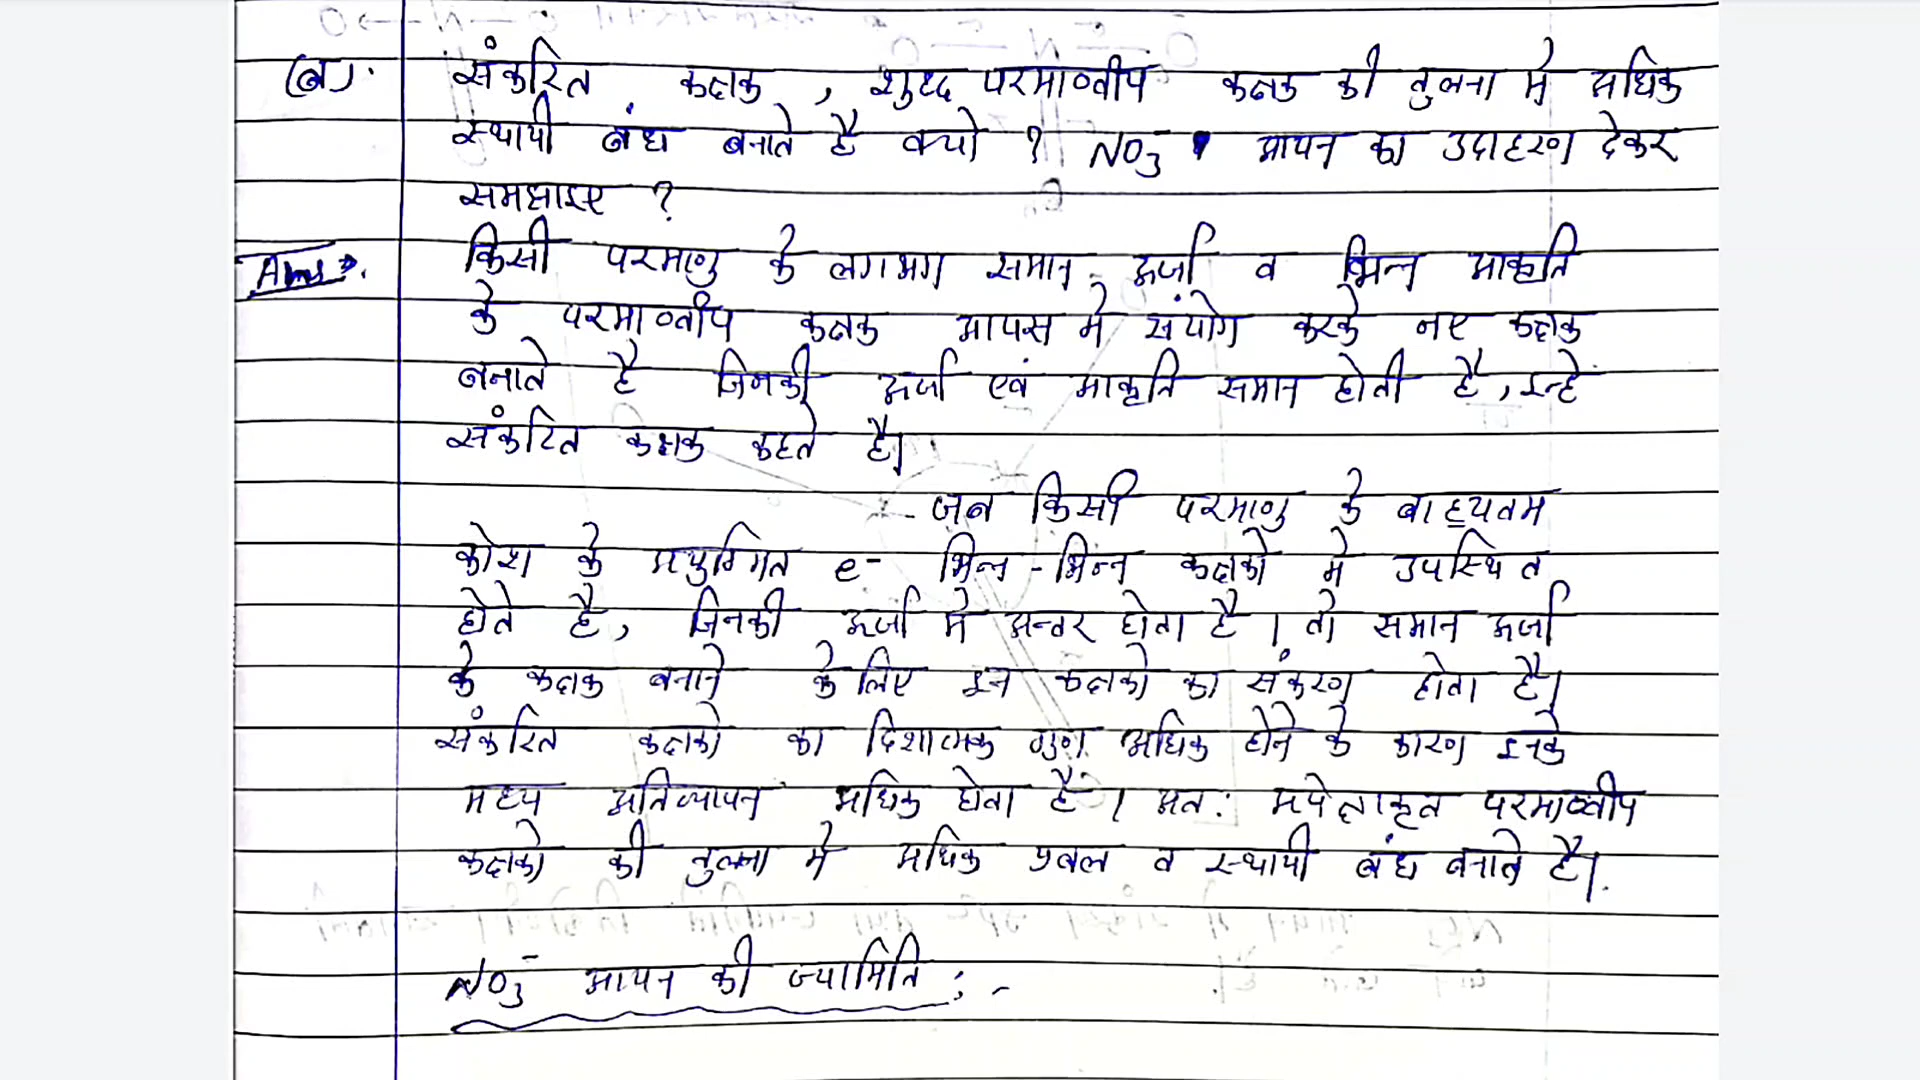 (ब). संकरित कक्षक , शुध्द परमाण्वीय कक्षक की तुलना मे अधिक
स्थायी बंध बनाते है क्यो ? NO₃⁻ आयन का उदाहरण देकर
समझाइए ?
Ans →. किसी परमाणु के लगभग समान ऊर्जा व भिन्न आकृति
के परमाण्वीय कक्षक आपस मे संयोग करके नए कक्षक
बनाते है जिनकी ऊर्जा एवं आकृति समान होती है , इन्हे
संकरित कक्षक कहते है।
जब किसी परमाणु के बाह्यतम
कोश के अयुग्मित e⁻ भिन्न - भिन्न कक्षको मे उपस्थित
होते है, जिनकी ऊर्जा मे अन्तर होता है । तो समान ऊर्जा
के कक्षक बनाने के लिए इन कक्षको का संकरण होता है।
संकरित कक्षको का दिशात्मक गुण अधिक होने के कारण इनके
मध्य अतिव्यापन अधिक होता है । अत: अपेक्षाकृत परमाण्वीय
कक्षको की तुलना मे अधिक प्रबल व स्थायी बंध बनाते है।.
NO₃⁻ आयन की ज्यामिति : -